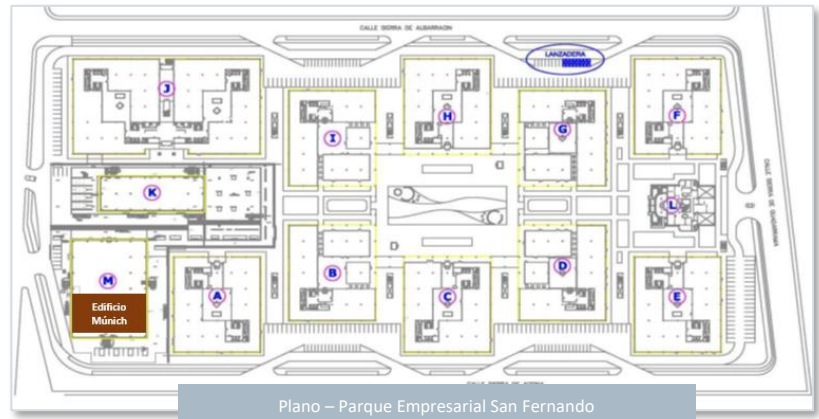 CALLE SIERRA DE ALBARRACIN
LANZADERA
J
H
F
I
G
CALLE SIERRA DE GUADARRAMA
K
L
M
A
B
C
D
E
Edificio
Múnich
Plano – Parque Empresarial San Fernando